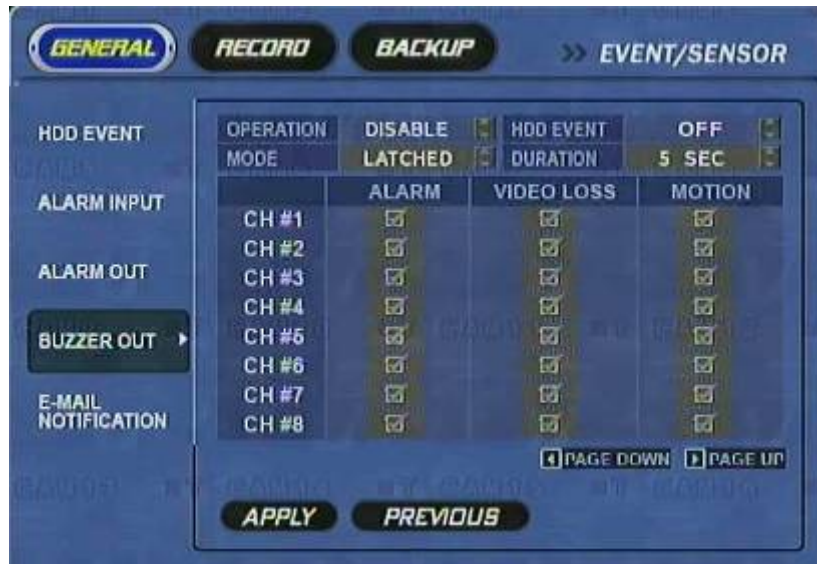 GENERAL RECORD BACKUP >> EVENT/SENSOR
HDD EVENT
ALARM INPUT
ALARM OUT
BUZZER OUT
E-MAIL
NOTIFICATION
OPERATION DISABLE HDD EVENT OFF
MODE LATCHED DURATION 5 SEC
ALARM VIDEO LOSS MOTION
CH #1
CH #2
CH #3
CH #4
CH #5
CH #6
CH #7
CH #8
PAGE DOWN PAGE UP
APPLY PREVIOUS